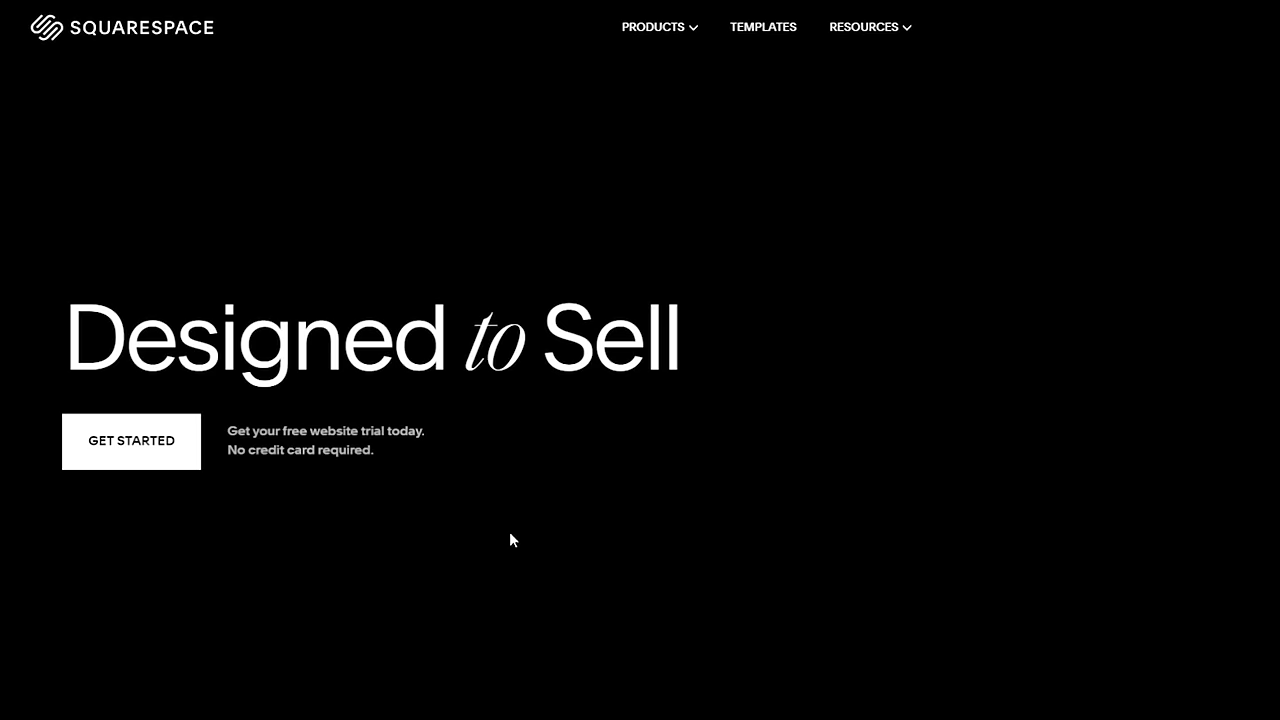 SQUARESPACE
PRODUCTS
TEMPLATES
RESOURCES
Designed to Sell
GET STARTED
Get your free website trial today.
No credit card required.